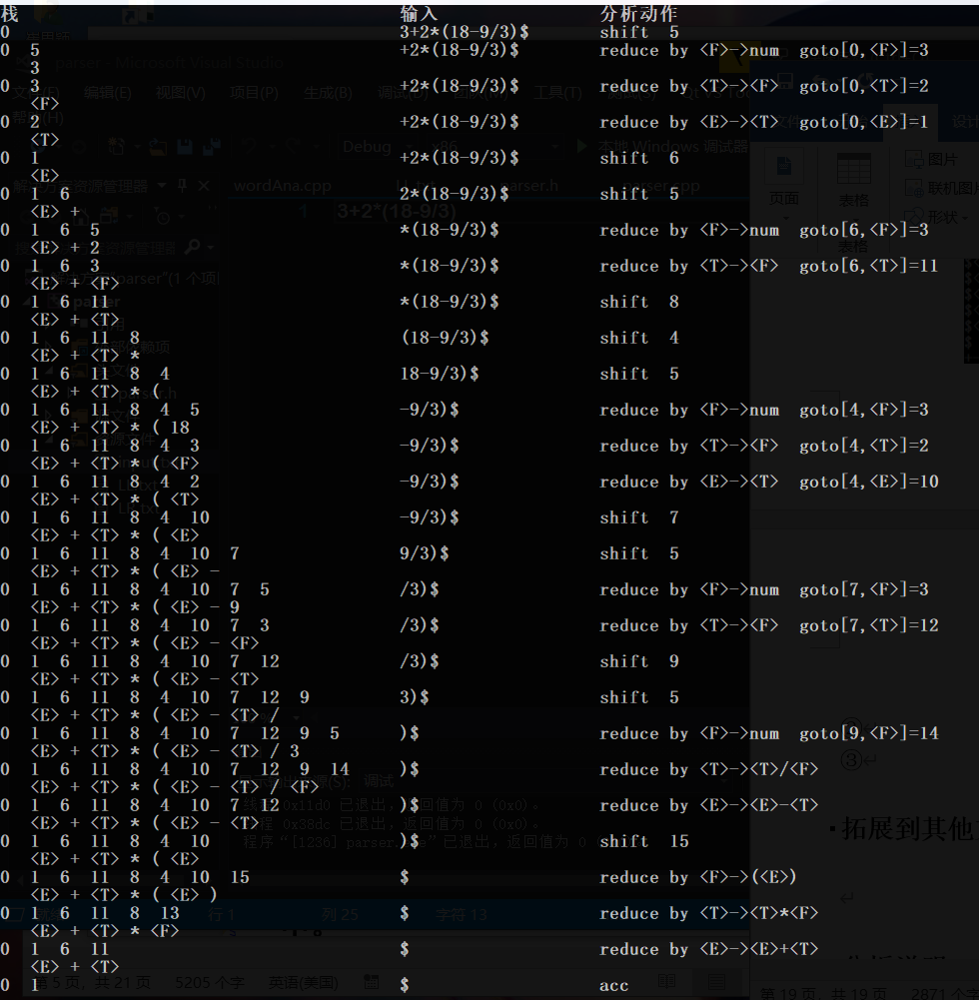 栈 输入 分析动作
0 3+2*(18-9/3)$ shift 5
0 5 +2*(18-9/3)$ reduce by <F>->num goto[0,<F>]=3
3
0 3 +2*(18-9/3)$ reduce by <T>-><F> goto[0,<T>]=2
<F>
0 2 +2*(18-9/3)$ reduce by <E>-><T> goto[0,<E>]=1
<T>
0 1 +2*(18-9/3)$ shift 6
<E>
0 1 6 2*(18-9/3)$ shift 5
<E> +
0 1 6 5 *(18-9/3)$ reduce by <F>->num goto[6,<F>]=3
<E> + 2
0 1 6 3 *(18-9/3)$ reduce by <T>-><F> goto[6,<T>]=11
<E> + <F>
0 1 6 11 *(18-9/3)$ shift 8
<E> + <T>
0 1 6 11 8 (18-9/3)$ shift 4
<E> + <T> *
0 1 6 11 8 4 18-9/3)$ shift 5
<E> + <T> * (
0 1 6 11 8 4 5 -9/3)$ reduce by <F>->num goto[4,<F>]=3
<E> + <T> * ( 18
0 1 6 11 8 4 3 -9/3)$ reduce by <T>-><F> goto[4,<T>]=2
<E> + <T> * ( <F>
0 1 6 11 8 4 2 -9/3)$ reduce by <E>-><T> goto[4,<E>]=10
<E> + <T> * ( <T>
0 1 6 11 8 4 10 -9/3)$ shift 7
<E> + <T> * ( <E>
0 1 6 11 8 4 10 7 9/3)$ shift 5
<E> + <T> * ( <E> -
0 1 6 11 8 4 10 7 5 /3)$ reduce by <F>->num goto[7,<F>]=3
<E> + <T> * ( <E> - 9
0 1 6 11 8 4 10 7 3 /3)$ reduce by <T>-><F> goto[7,<T>]=12
<E> + <T> * ( <E> - <F>
0 1 6 11 8 4 10 7 12 /3)$ shift 9
<E> + <T> * ( <E> - <T>
0 1 6 11 8 4 10 7 12 9 3)$ shift 5
<E> + <T> * ( <E> - <T> /
0 1 6 11 8 4 10 7 12 9 5 )$ reduce by <F>->num goto[9,<F>]=14
<E> + <T> * ( <E> - <T> / 3
0 1 6 11 8 4 10 7 12 9 14 )$ reduce by <T>-><T>/<F>
<E> + <T> * ( <E> - <T> / <F>
0 1 6 11 8 4 10 7 12 )$ reduce by <E>-><E>-<T>
<E> + <T> * ( <E> - <T>
0 1 6 11 8 4 10 )$ shift 15
<E> + <T> * ( <E>
0 1 6 11 8 4 10 15 $ reduce by <F>->(<E>)
<E> + <T> * ( <E> )
0 1 6 11 8 13 $ reduce by <T>-><T>*<F>
<E> + <T> * <F>
0 1 6 11 $ reduce by <E>-><E>+<T>
<E> + <T>
0 1 $ acc